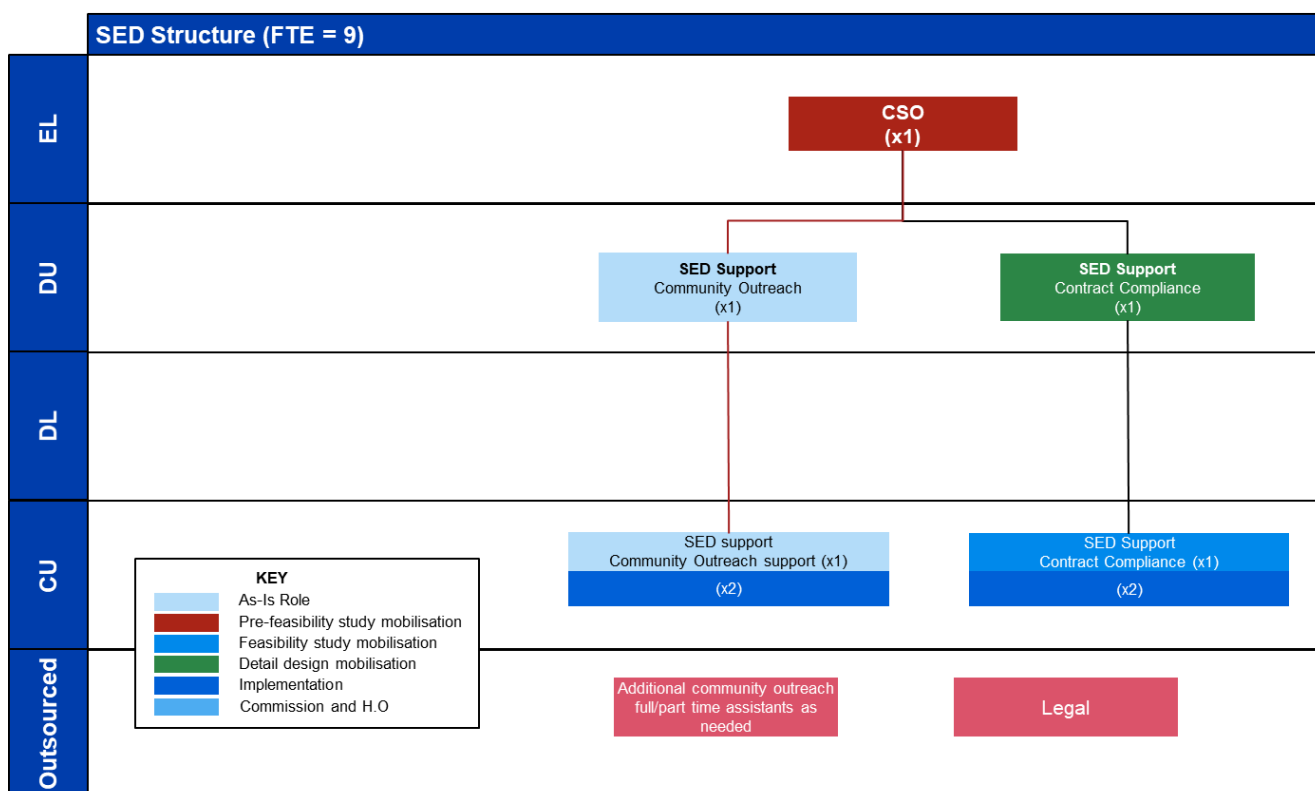 SED Structure (FTE = 9)
EL
CSO
(x1)
DU
SED Support
Community Outreach
(x1)
SED Support
Contract Compliance
(x1)
DL
CU
SED support
Community Outreach support (x1)
(x2)
SED Support
Contract Compliance (x1)
(x2)
KEY
As-Is Role
Pre-feasibility study mobilisation
Feasibility study mobilisation
Detail design mobilisation
Implementation
Commission and H.O
Outsourced
Additional community outreach
full/part time assistants as
needed
Legal